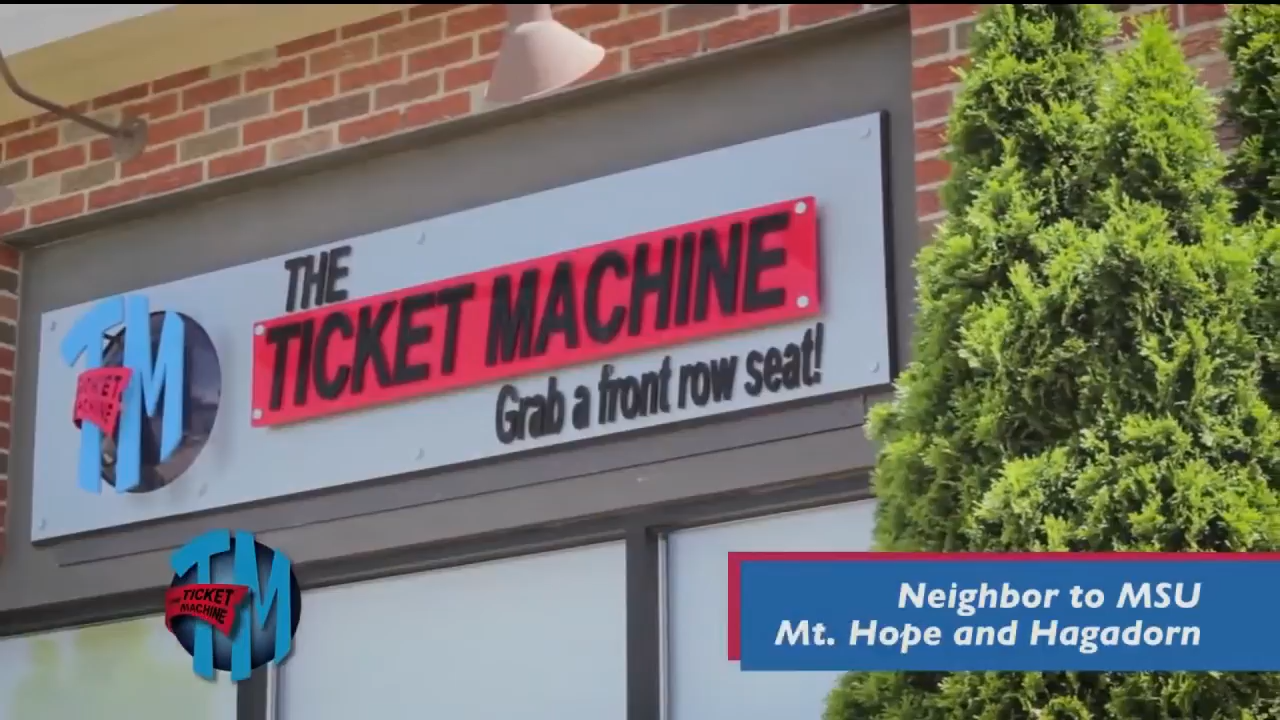 THE
TICKET MACHINE
Grab a front row seat!
TM
TICKET
MACHINE
TM
THE TICKET
MACHINE
Neighbor to MSU
Mt. Hope and Hagadorn